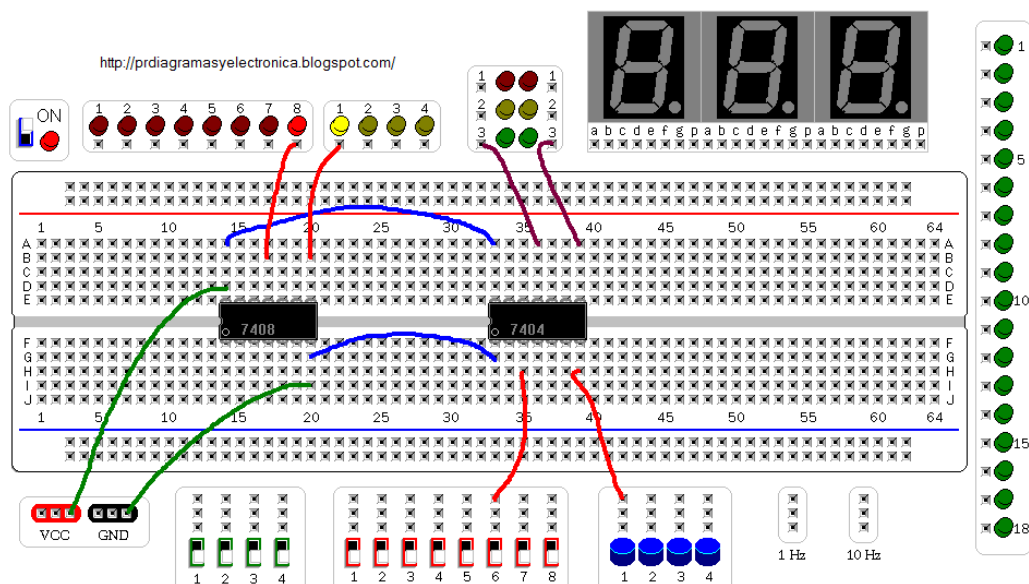 http://prdiagramasyelectronica.blogspot.com/
ON
1 2 3 4 5 6 7 8
1 2 3 4
1 1
2 2
3 3
a b c d e f g p a b c d e f g p a b c d e f g p
1
5
10
15
18
1 5 10 15 20 25 30 35 40 45 50 55 60 64
A A
B B
C C
D D
E E
7408 7404
F F
G G
H H
I I
J J
1 5 10 15 20 25 30 35 40 45 50 55 60 64
VCC GND
1 2 3 4
1 2 3 4 5 6 7 8
1 2 3 4
1 Hz
10 Hz